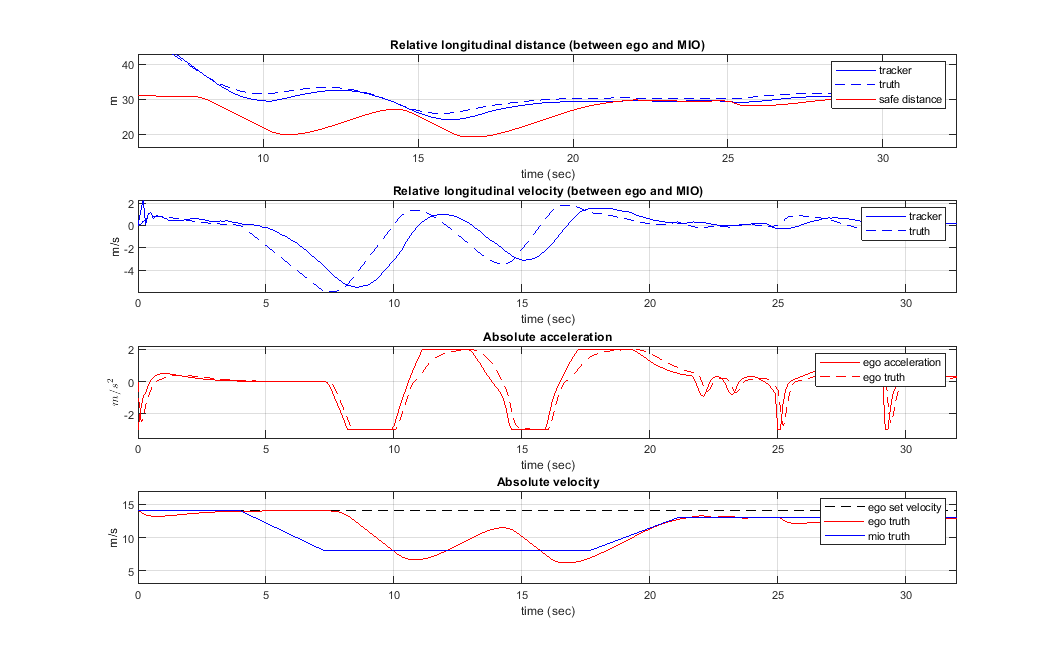 Relative longitudinal distance (between ego and MIO)
40
30
20
m
tracker
truth
safe distance
10
15
20
25
30
time (sec)
Relative longitudinal velocity (between ego and MIO)
2
0
-2
-4
m/s
tracker
truth
0
5
10
15
20
25
30
time (sec)
Absolute acceleration
2
0
-2
m/s²
ego acceleration
ego truth
0
5
10
15
20
25
30
time (sec)
Absolute velocity
15
10
5
m/s
ego set velocity
ego truth
mio truth
0
5
10
15
20
25
30
time (sec)